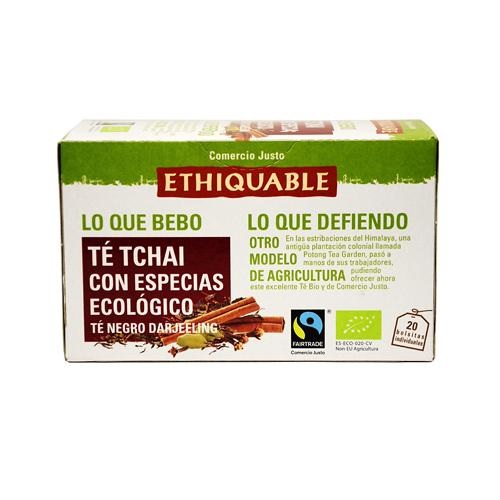 Comercio Justo
ETHIQUABLE
LO QUE BEBO
TÉ TCHAI
CON ESPECIAS
ECOLÓGICO
TÉ NEGRO DARJEELING
LO QUE DEFIENDO
OTRO
MODELO
DE AGRICULTURA
En las estribaciones del Himalaya, una
antigüa plantación colonial llamada
Potong Tea Garden, pasó a
manos de sus trabajadores,
pudiendo
ofrecer ahora
este excelente Té Bio y de Comercio Justo.
FAIRTRADE
Comercio Justo
ES-ECO-020-CV
Non EU Agricultura
20
bolsitas
individuales